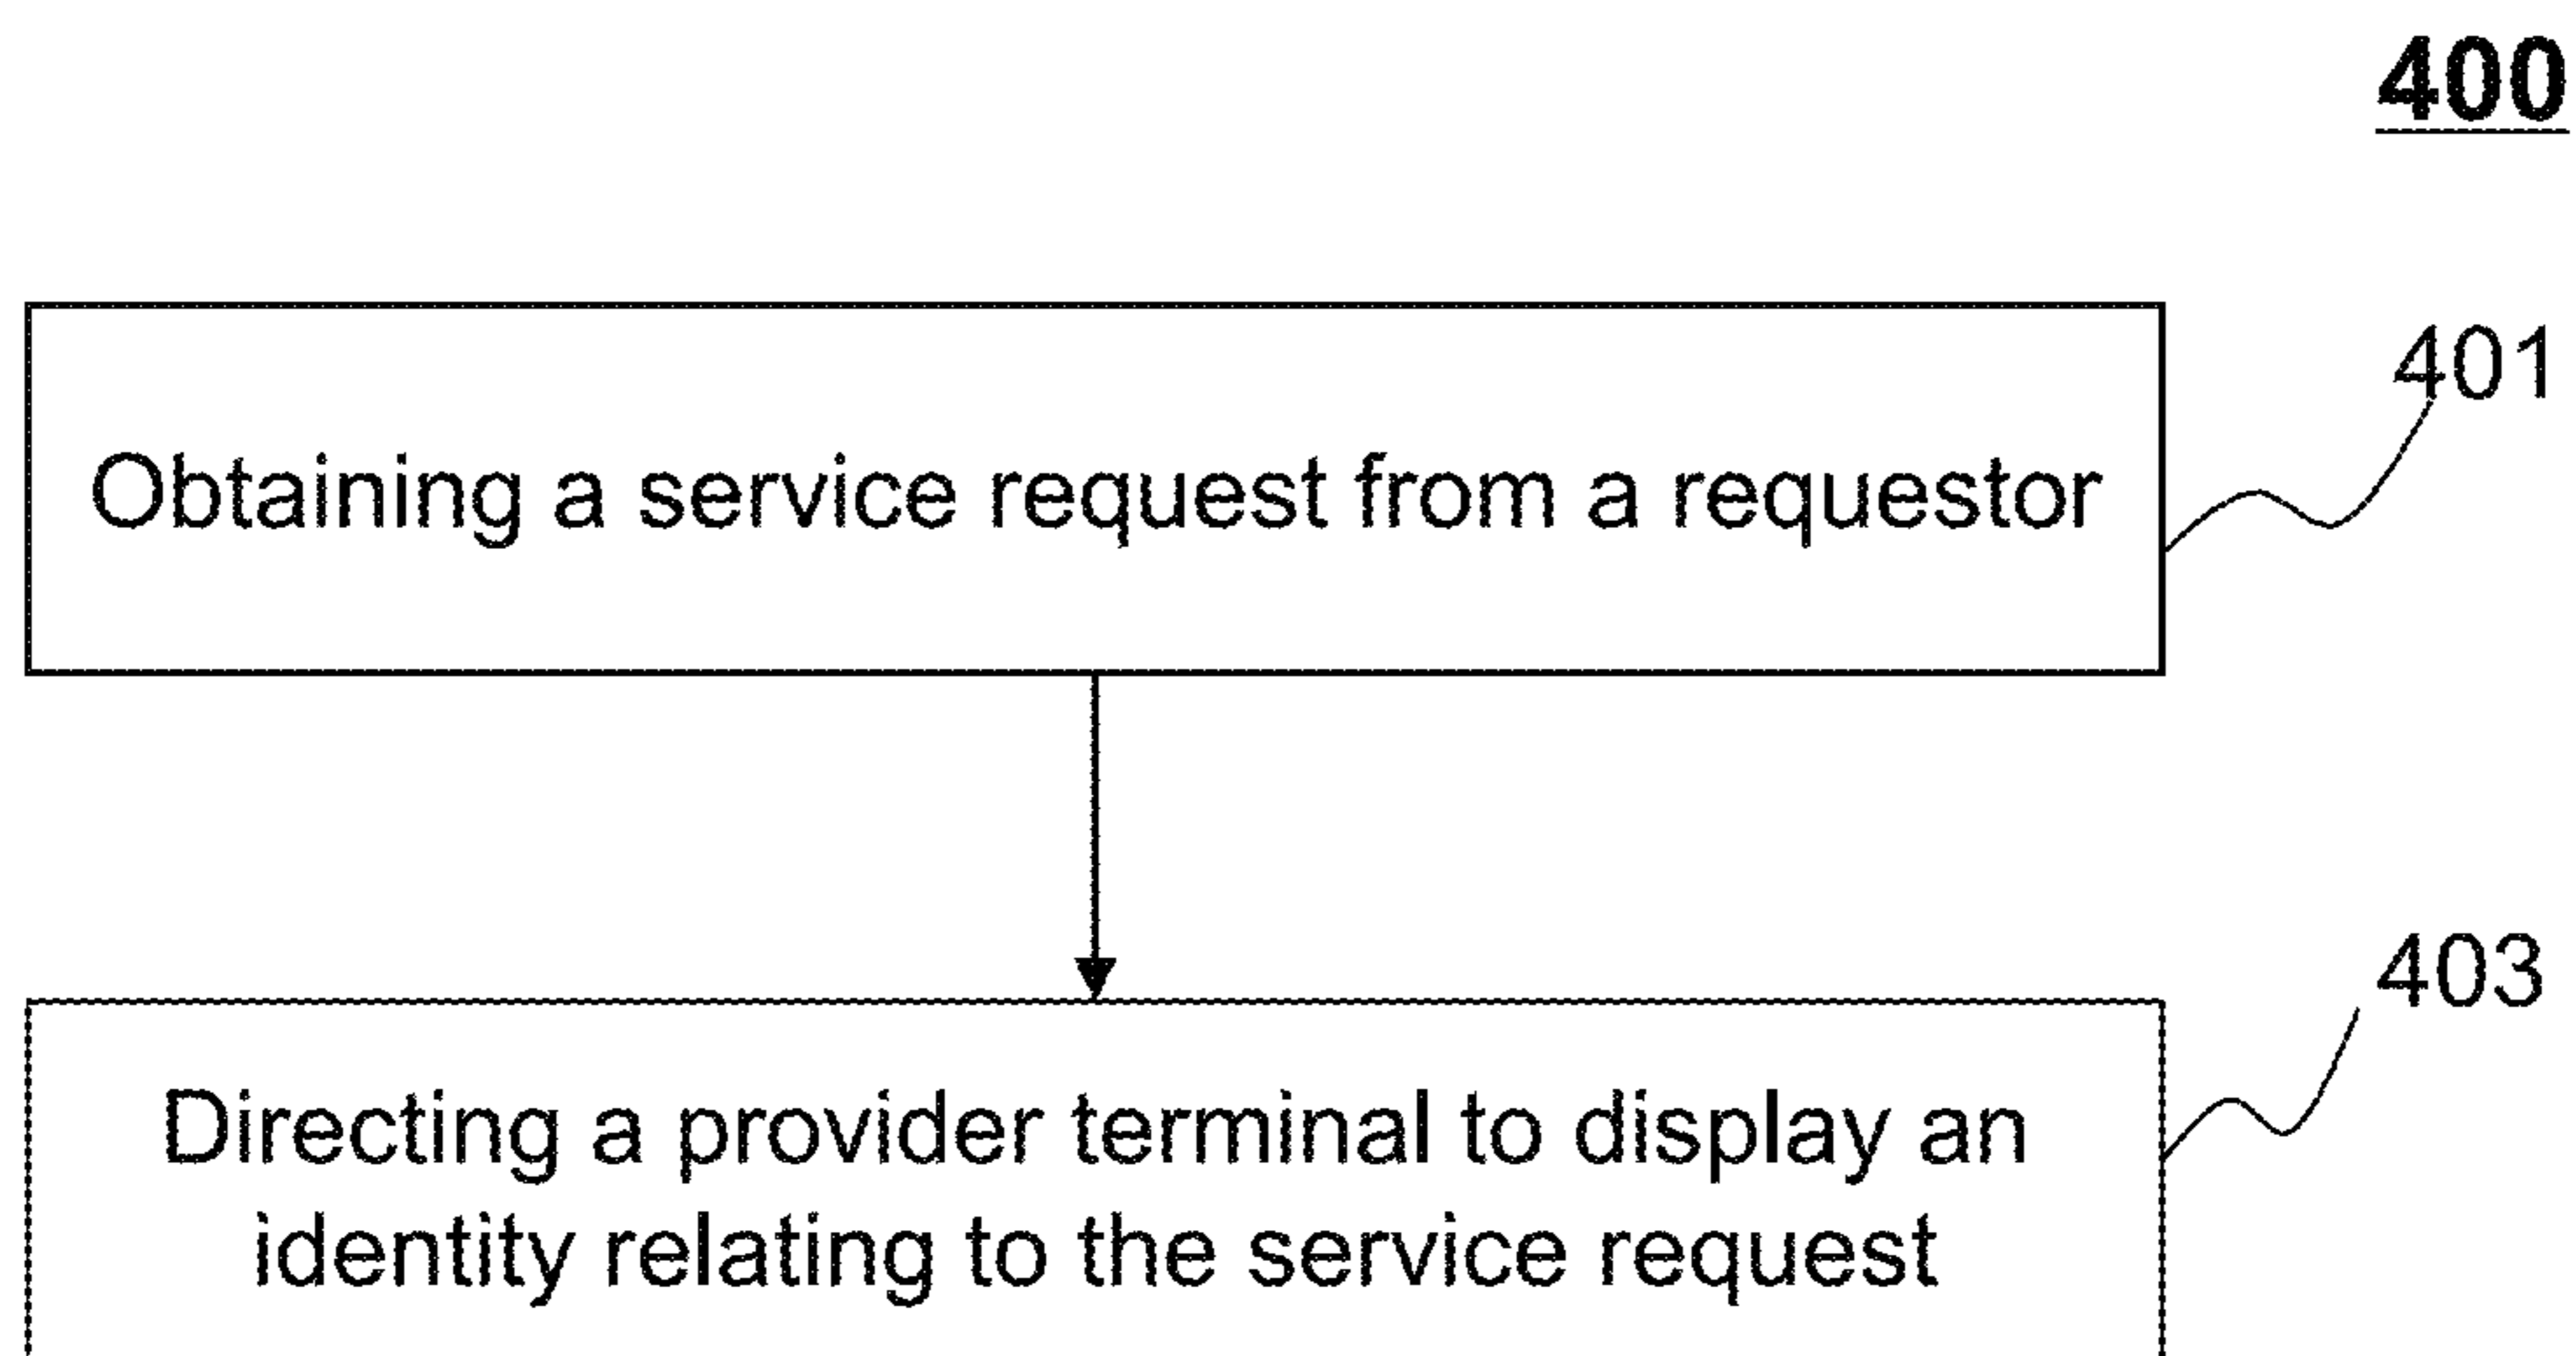 400
401
Obtaining a service request from a requestor
403
Directing a provider terminal to display an
identity relating to the service request